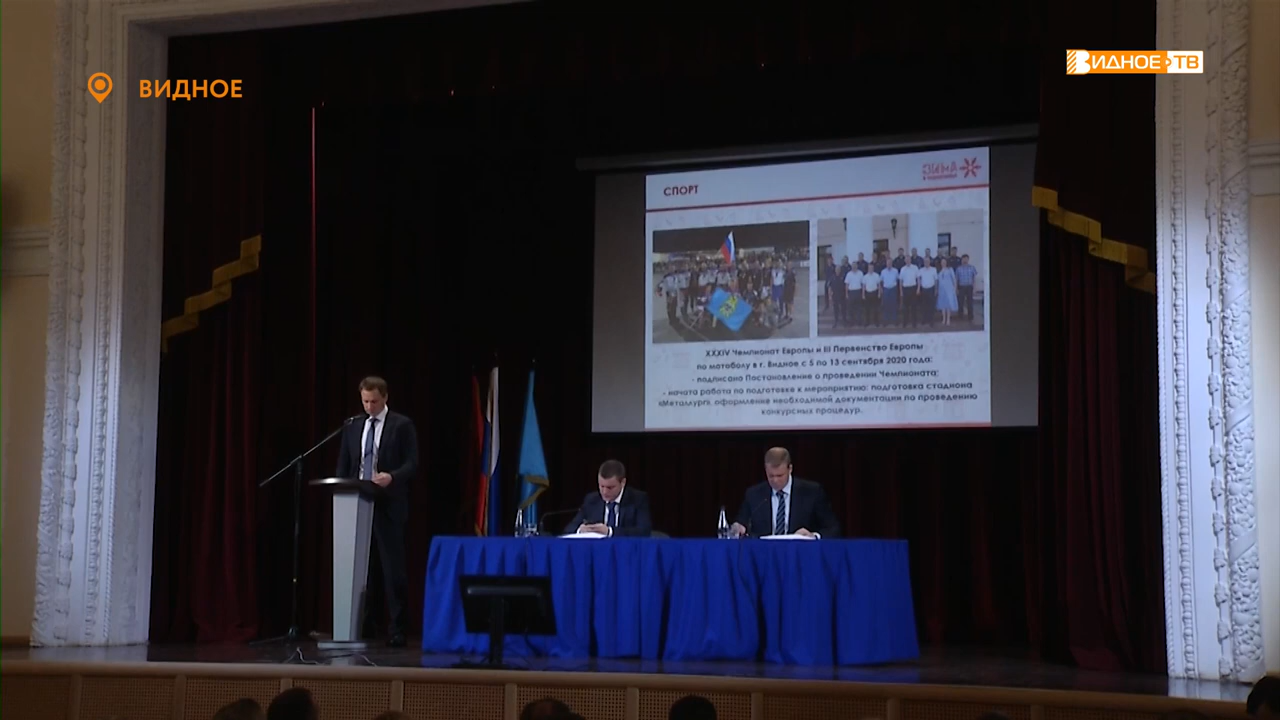 ВИДНОЕ
ВИДНОЕ ТВ
СПОРТ
ЗИМА
XXXIV Чемпионат Европы и III Первенство Европы
по мотоболу в г. Видное с 5 по 13 сентября 2020 года:
- подписано Постановление о проведении Чемпионата;
- начата работа по подготовке к мероприятию: подготовка стадиона
«Металлург», оформление необходимой документации по проведению
конкурсных процедур.